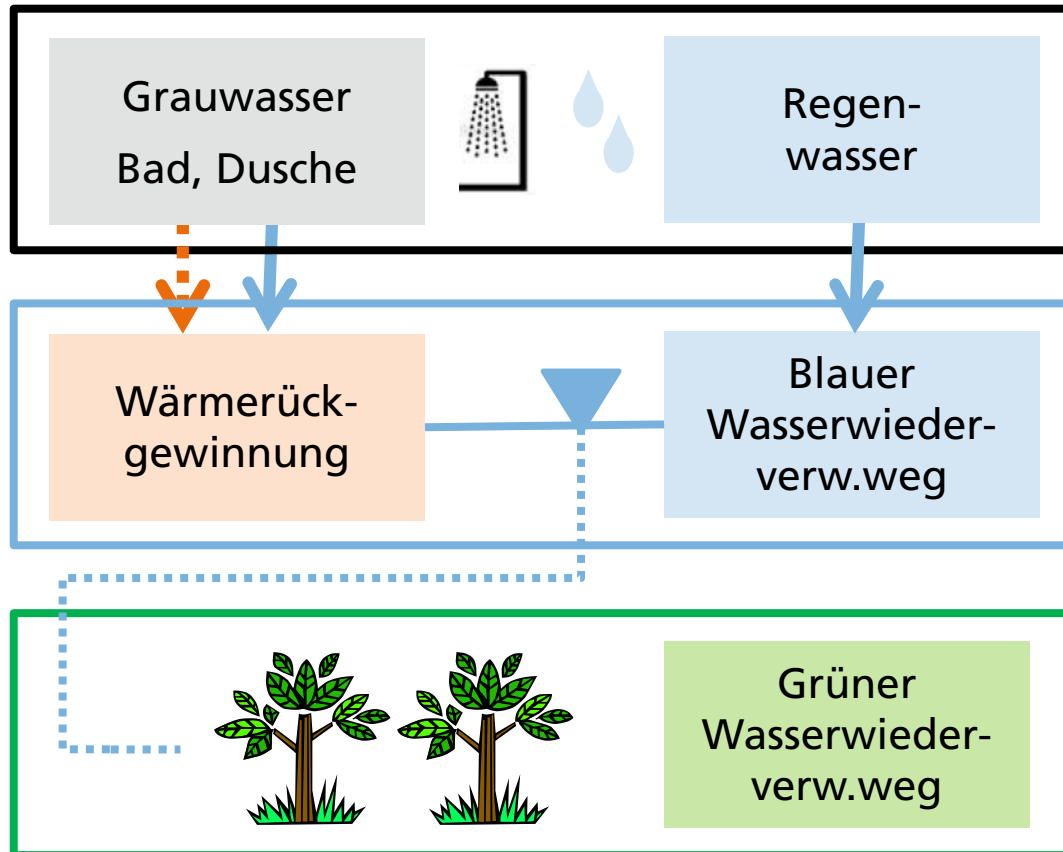 Grauwasser
Bad, Dusche
Regen-
wasser
Wärmerück-
gewinnung
Blauer
Wasserwieder-
verw.weg
Grüner
Wasserwieder-
verw.weg